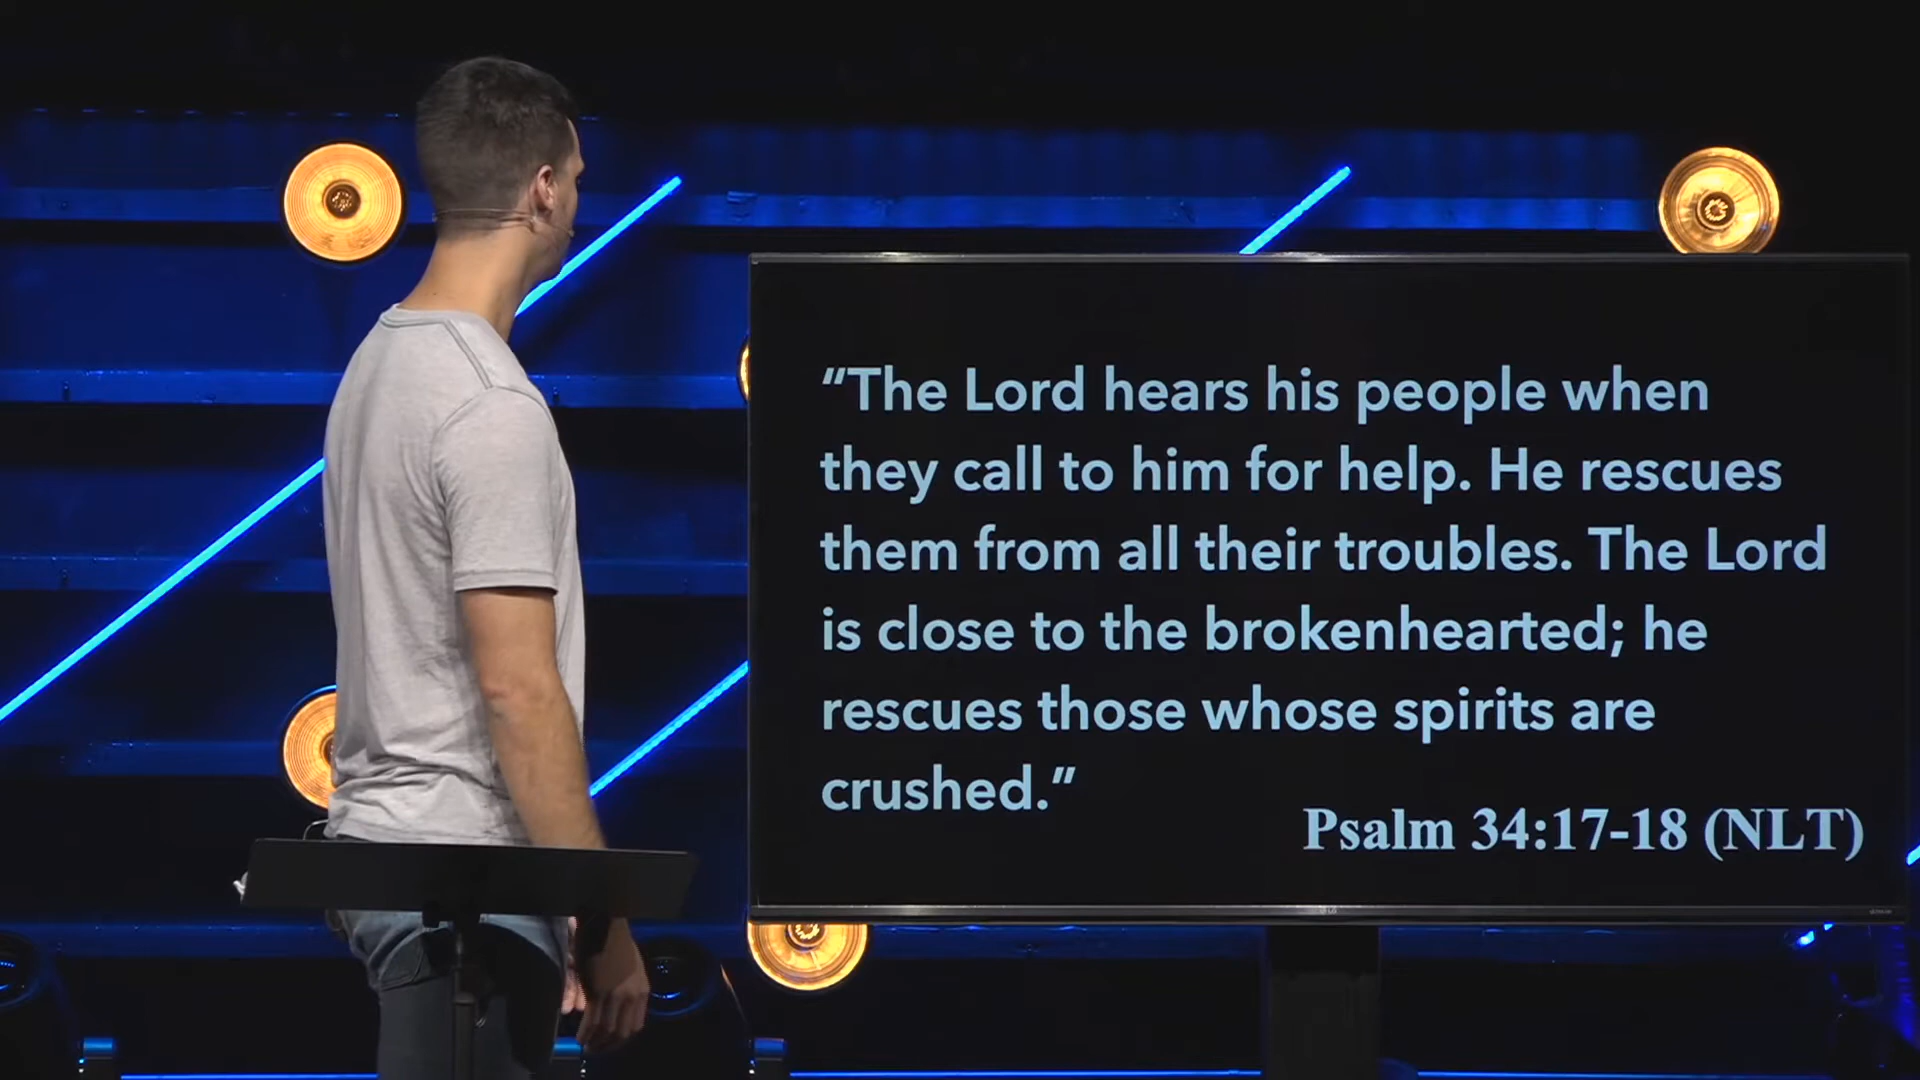 “The Lord hears his people when
they call to him for help. He rescues
them from all their troubles. The Lord
is close to the brokenhearted; he
rescues those whose spirits are
crushed.”
Psalm 34:17-18 (NLT)